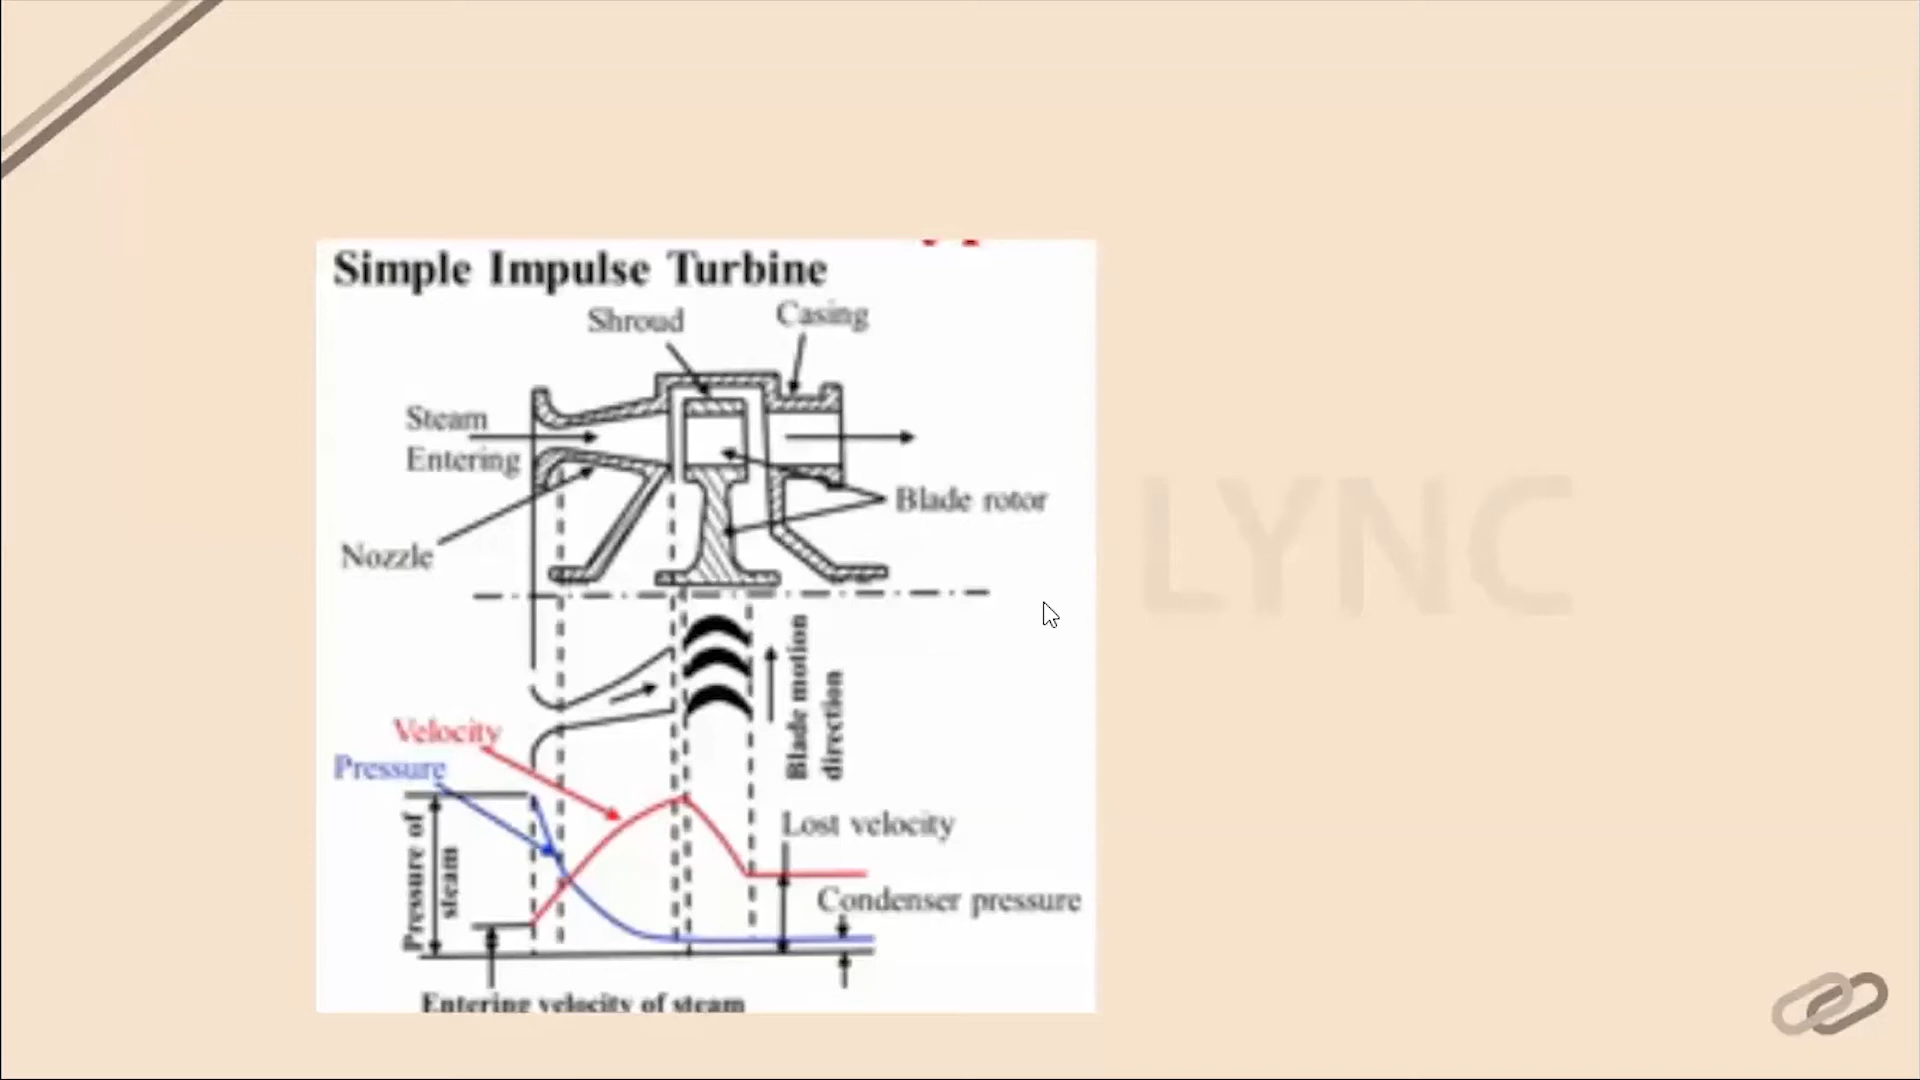 Simple Impulse Turbine
Shroud
Casing
Steam
Entering
Blade rotor
Nozzle
Blade motion
direction
Velocity
Pressure
Pressure of
steam
Lost velocity
Condenser pressure
Entering velocity of steam
LYNC